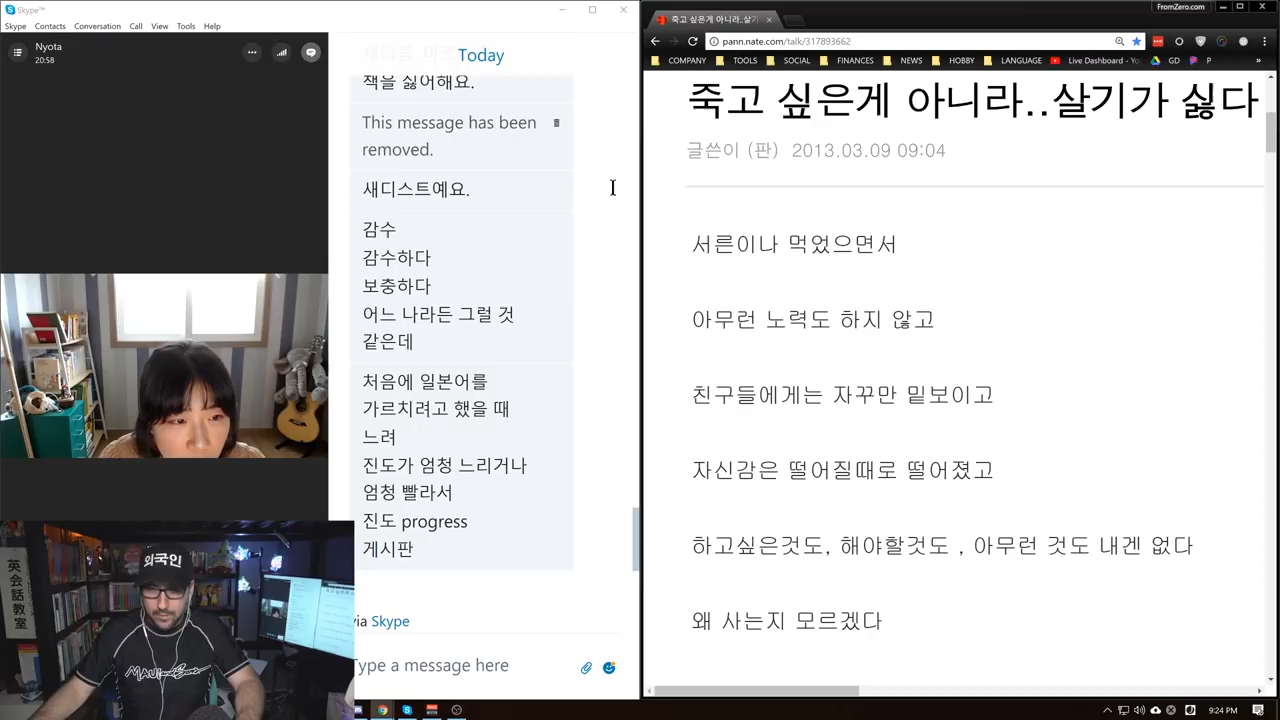 Skype™
Skype Contacts Conversation Call View Tools Help
Nyota
20:58
Today
책을 싫어해요.
This message has been
removed.
새디스트예요.
감수
감수하다
보충하다
어느 나라든 그럴 것
같은데
처음에 일본어를
가르치려고 했을 때
느려
진도가 엄청 느리거나
엄청 빨라서
진도 progress
게시판
via Skype
Type a message here
외국인
英会話教室
FromZero.com
죽고 싶은게 아니라..살기
pann.nate.com/talk/317893662
COMPANY TOOLS SOCIAL FINANCES NEWS HOBBY LANGUAGE Live Dashboard - Yo GD P »
죽고 싶은게 아니라..살기가 싫다
글쓴이 (판) 2013.03.09 09:04
서른이나 먹었으면서
아무런 노력도 하지 않고
친구들에게는 자꾸만 밑보이고
자신감은 떨어질때로 떨어졌고
하고싶은것도, 해야할것도 , 아무런 것도 내겐 없다
왜 사는지 모르겠다
9:24 PM